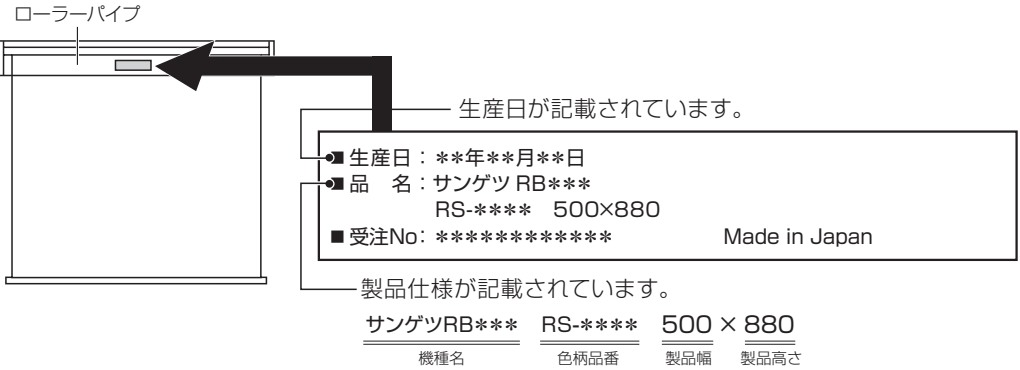 ローラーパイプ
生産日が記載されています。
■生産日：**年**月**日
■品　名：サンゲツ RB***
RS-****　500×880
■受注No：************　Made in Japan
製品仕様が記載されています。
サンゲツRB***　RS-****　500 × 880
機種名　色柄品番　製品幅　製品高さ